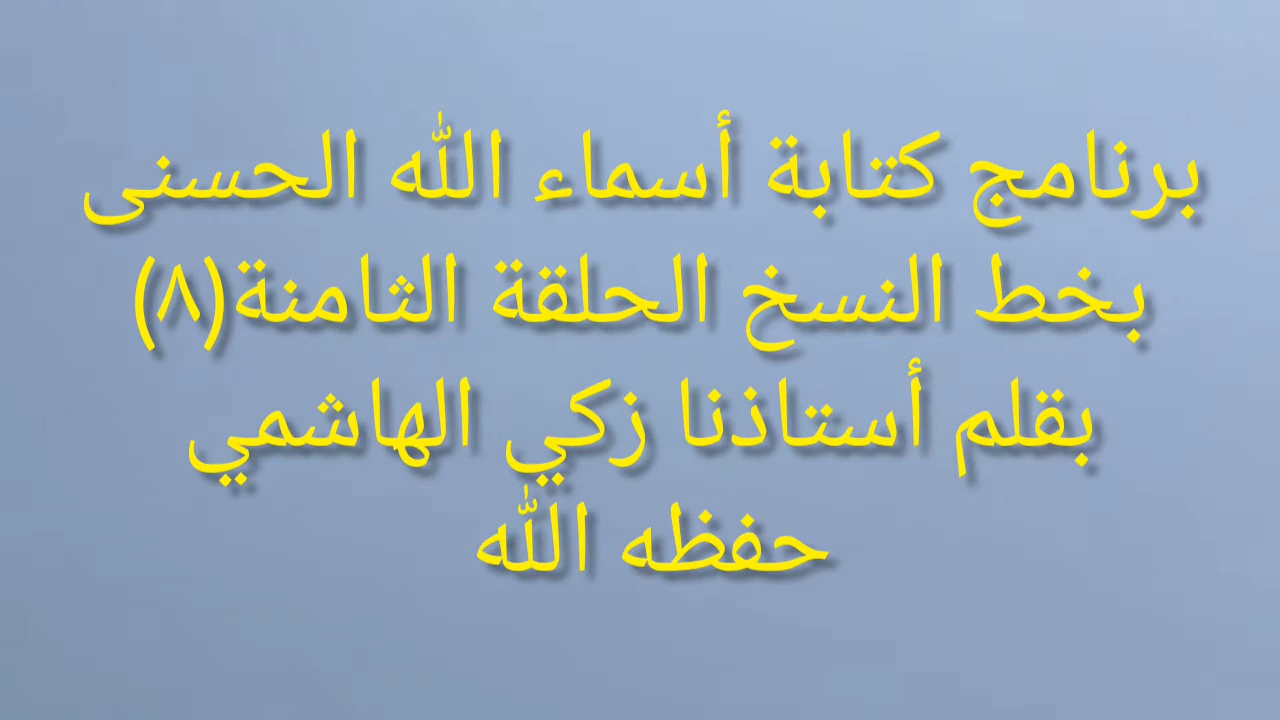 برنامج كتابة أسماء الله الحسنى
بخط النسخ الحلقة الثامنة(٨)
بقلم أستاذنا زكي الهاشمي
حفظه الله